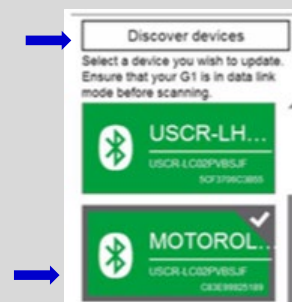 Discover devices
Select a device you wish to update.
Ensure that your G1 is in data link
mode before scanning.
USCR-LH...
USCR-LC02PVBSJF
5CF3706C3B55
MOTOROL...
USCR-LC02PVBSJF
C83E99825189